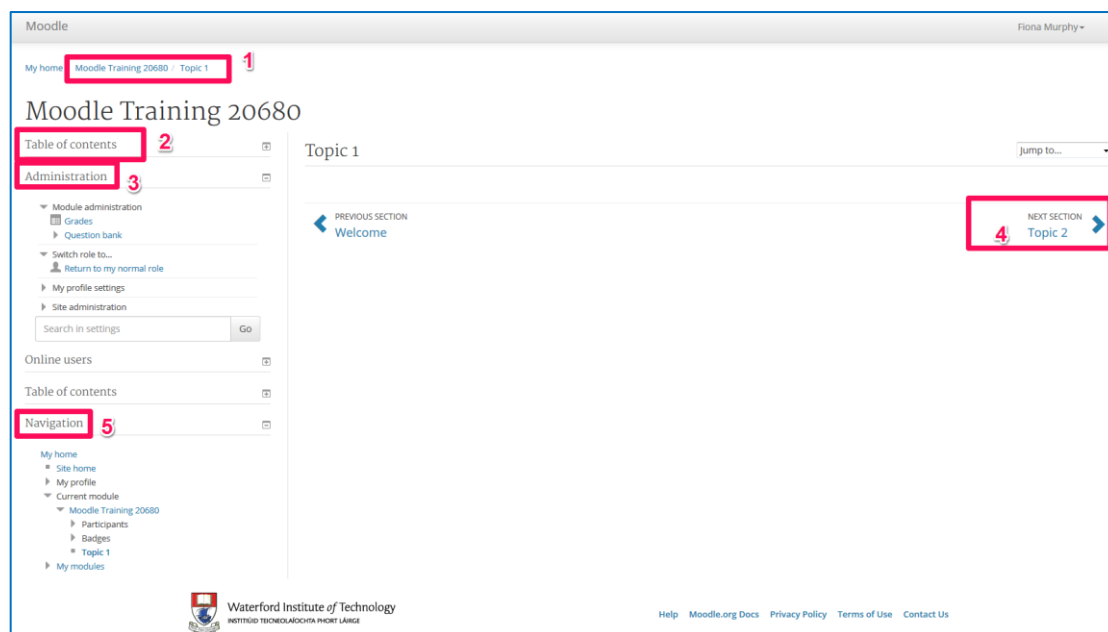 Moodle
Fiona Murphy
My home Moodle Training 20680 / Topic 1
1
Moodle Training 20680
Table of contents
2
Administration
3
Module administration
Grades
Question bank
Switch role to...
Return to my normal role
My profile settings
Site administration
Search in settings
Go
Online users
Table of contents
Navigation
5
My home
Site home
My profile
Current module
Moodle Training 20680
Participants
Badges
Topic 1
My modules
Topic 1
Jump to...
PREVIOUS SECTION
Welcome
NEXT SECTION
4
Topic 2
Waterford Institute of Technology
INSTITIÚID TEICNEOLAÍOCHTA PHORT LÁIRGE
Help Moodle.org Docs Privacy Policy Terms of Use Contact Us